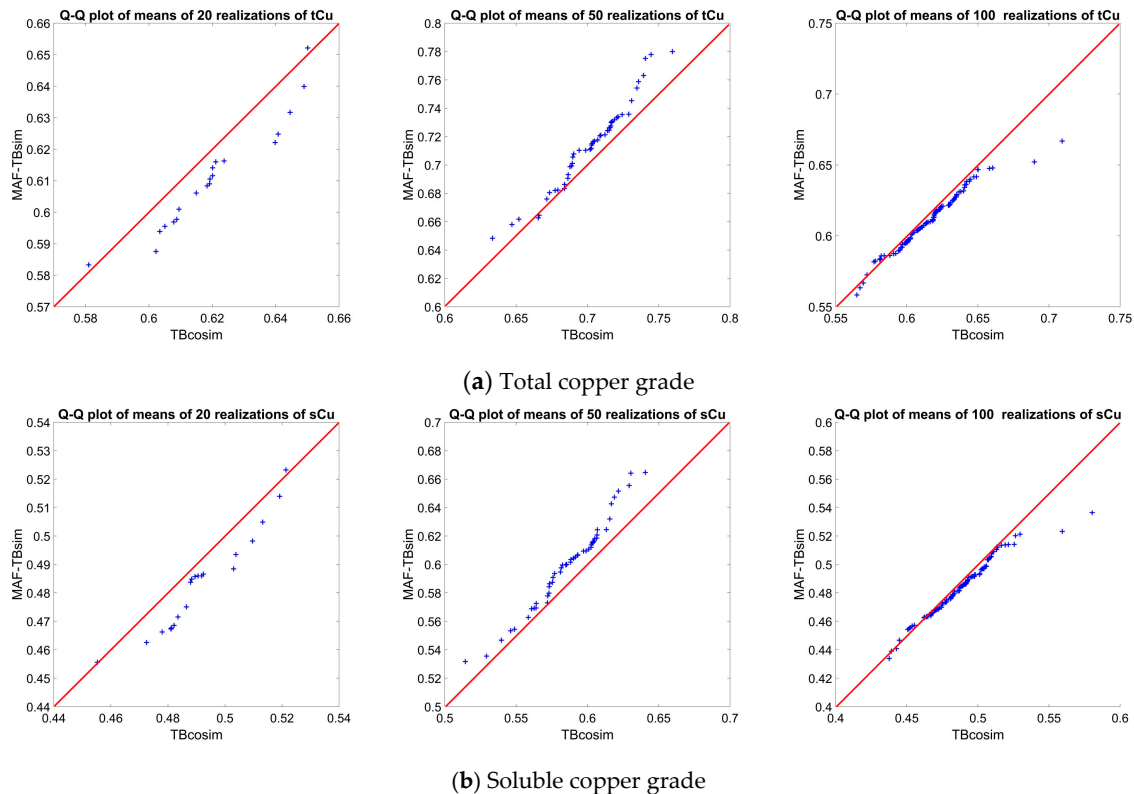 Q-Q plot of means of 20 realizations of tCu
0.66
0.65
0.64
0.63
0.62
0.61
0.6
0.59
0.58
0.57
MAF-TBsim
0.58 0.6 0.62 0.64 0.66
TBcosim
Q-Q plot of means of 50 realizations of tCu
0.8
0.78
0.76
0.74
0.72
0.7
0.68
0.66
0.64
0.62
0.6
MAF-TBsim
0.6 0.65 0.7 0.75 0.8
TBcosim
Q-Q plot of means of 100 realizations of tCu
0.75
0.7
0.65
0.6
0.55
MAF-TBsim
0.55 0.6 0.65 0.7 0.75
TBcosim
(a) Total copper grade
Q-Q plot of means of 20 realizations of sCu
0.54
0.53
0.52
0.51
0.5
0.49
0.48
0.47
0.46
0.45
0.44
MAF-TBsim
0.44 0.46 0.48 0.5 0.52 0.54
TBcosim
Q-Q plot of means of 50 realizations of sCu
0.7
0.68
0.66
0.64
0.62
0.6
0.58
0.56
0.54
0.52
0.5
MAF-TBsim
0.5 0.55 0.6 0.65 0.7
TBcosim
Q-Q plot of means of 100 realizations of sCu
0.6
0.58
0.56
0.54
0.52
0.5
0.48
0.46
0.44
0.42
0.4
MAF-TBsim
0.4 0.45 0.5 0.55 0.6
TBcosim
(b) Soluble copper grade